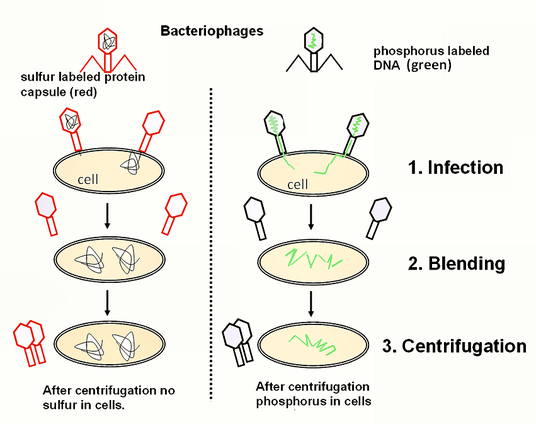 Bacteriophages
sulfur labeled protein
capsule (red)
phosphorus labeled
DNA (green)
cell
cell
1. Infection
2. Blending
3. Centrifugation
After centrifugation no
sulfur in cells.
After centrifugation
phosphorus in cells